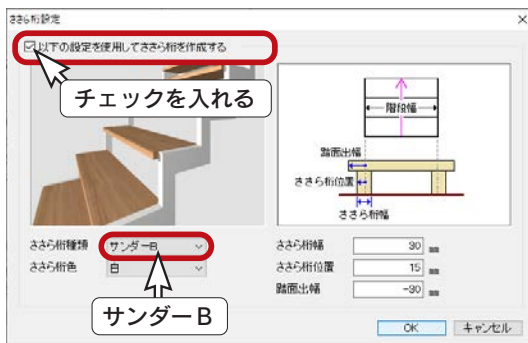 ささら桁設定
以下の設定を使用してささら桁を作成する
チェックを入れる
階段幅
踏面出幅
ささら桁位置
ささら桁幅
ささら桁種類 サンダーB
ささら桁色 白
サンダーB
ささら桁幅 30 mm
ささら桁位置 15 mm
踏面出幅 -30 mm
OK キャンセル